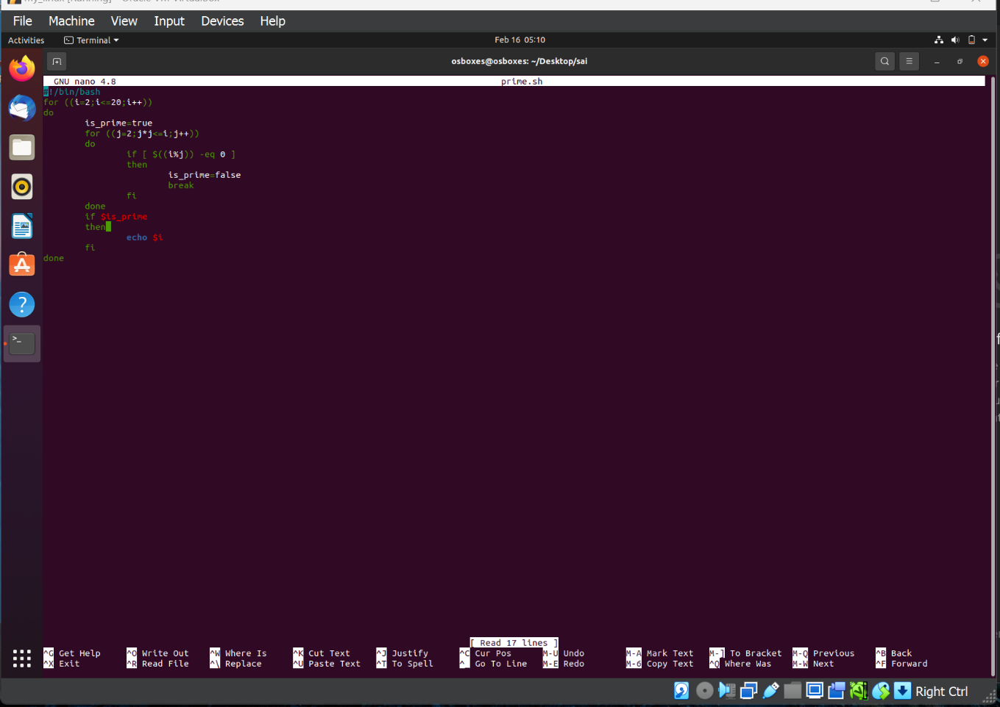 File Machine View Input Devices Help
Activities Terminal Feb 16 05:10
osboxes@osboxes: ~/Desktop/sai
GNU nano 4.8 prime.sh
#!/bin/bash
for ((i=2;i<=20;i++))
do
is_prime=true
for ((j=2;j*j<=i;j++))
do
if [ $((i%j)) -eq 0 ]
then
is_prime=false
break
fi
done
if $is_prime
then
echo $i
fi
done
[ Read 17 lines ]
^G Get Help ^O Write Out ^W Where Is ^K Cut Text ^J Justify ^C Cur Pos M-U Undo M-A Mark Text M-] To Bracket M-Q Previous ^B Back
^X Exit ^R Read File ^\ Replace ^U Paste Text ^T To Spell ^_ Go To Line M-E Redo M-6 Copy Text ^Q Where Was M-W Next ^F Forward
Right Ctrl